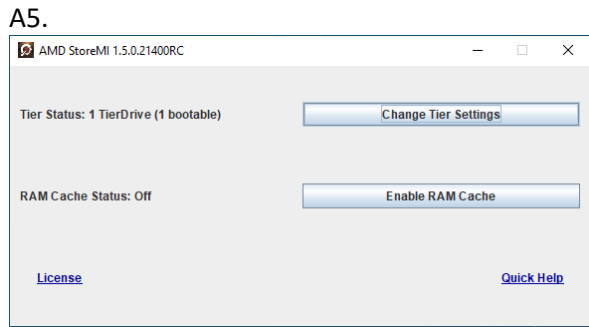 A5.
AMD StoreMI 1.5.0.21400RC
Tier Status: 1 TierDrive (1 bootable)
Change Tier Settings
RAM Cache Status: Off
Enable RAM Cache
License
Quick Help